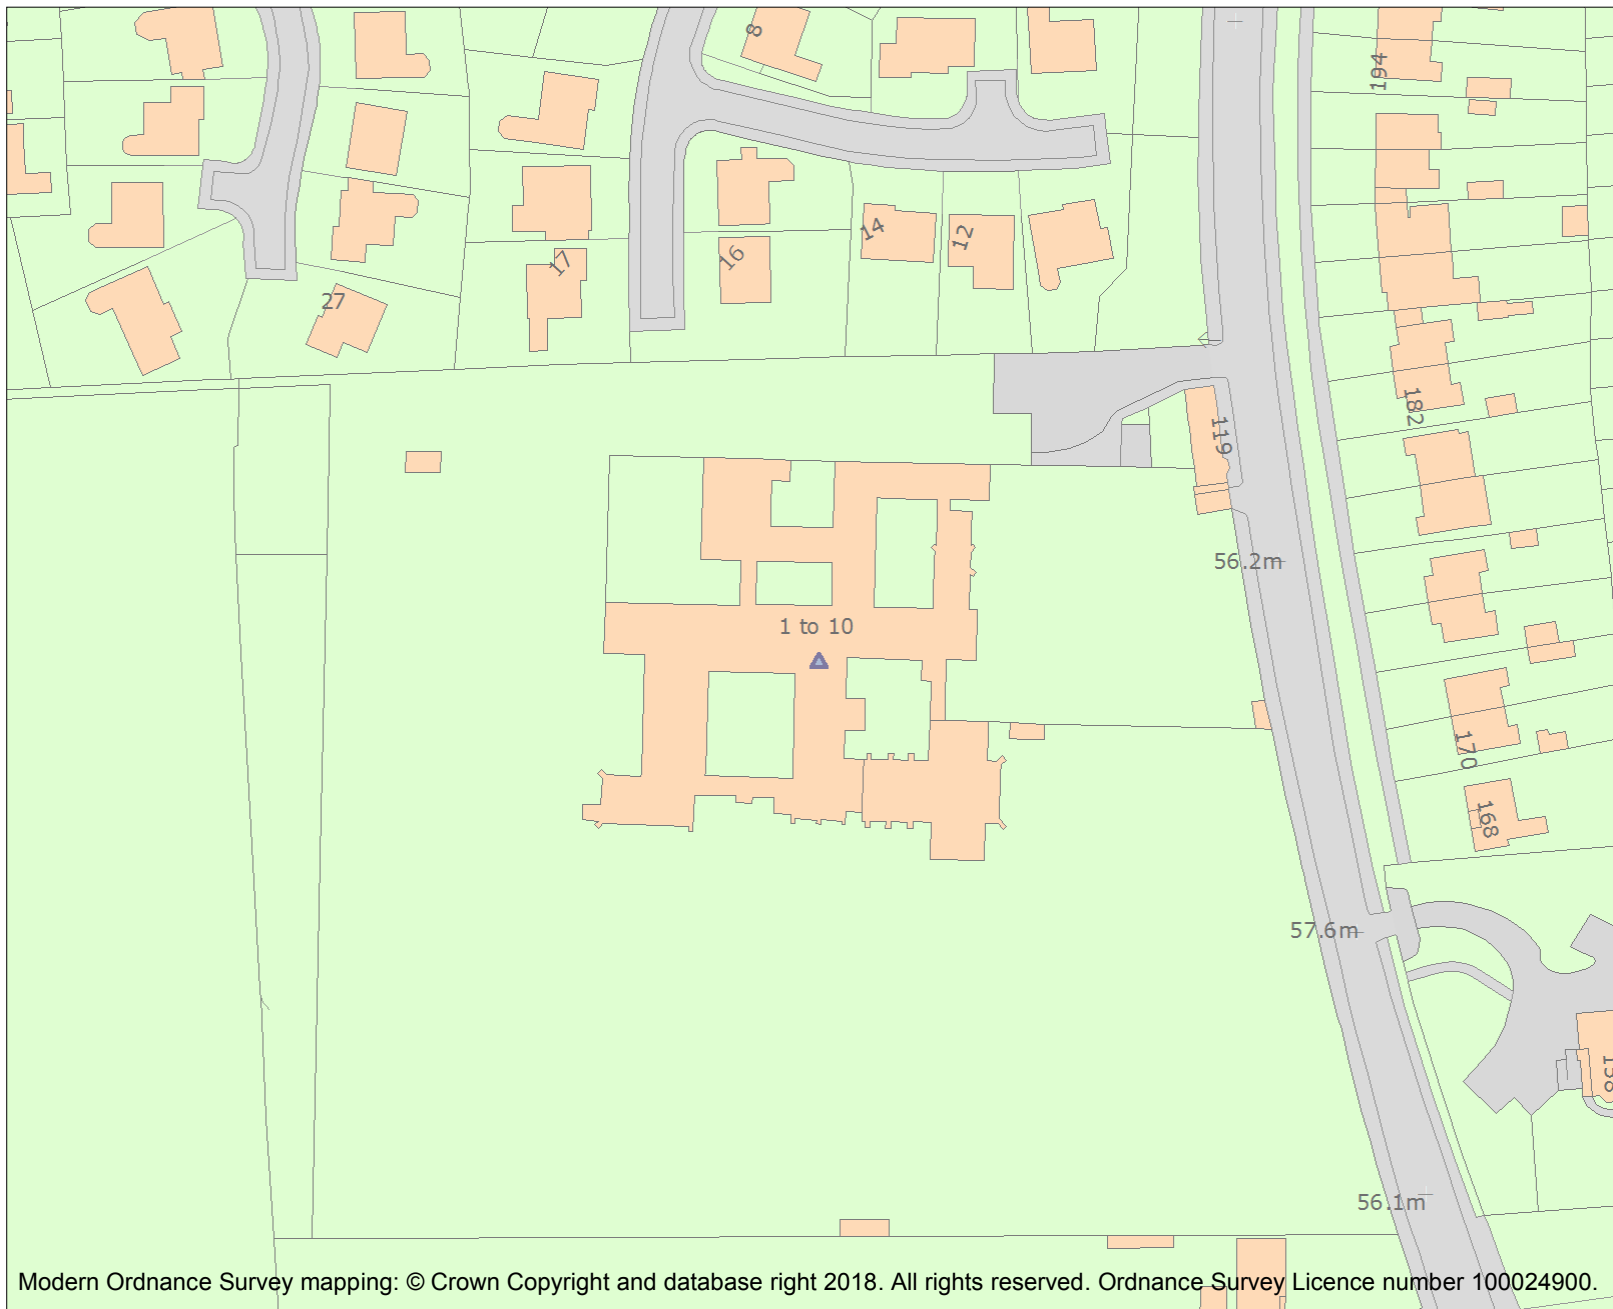 8
194
14
12
16
17
27
182
119
56.2m
1 to 10
170
168
57.6m
158
56.1m
Modern Ordnance Survey mapping: © Crown Copyright and database right 2018. All rights reserved. Ordnance Survey Licence number 100024900.